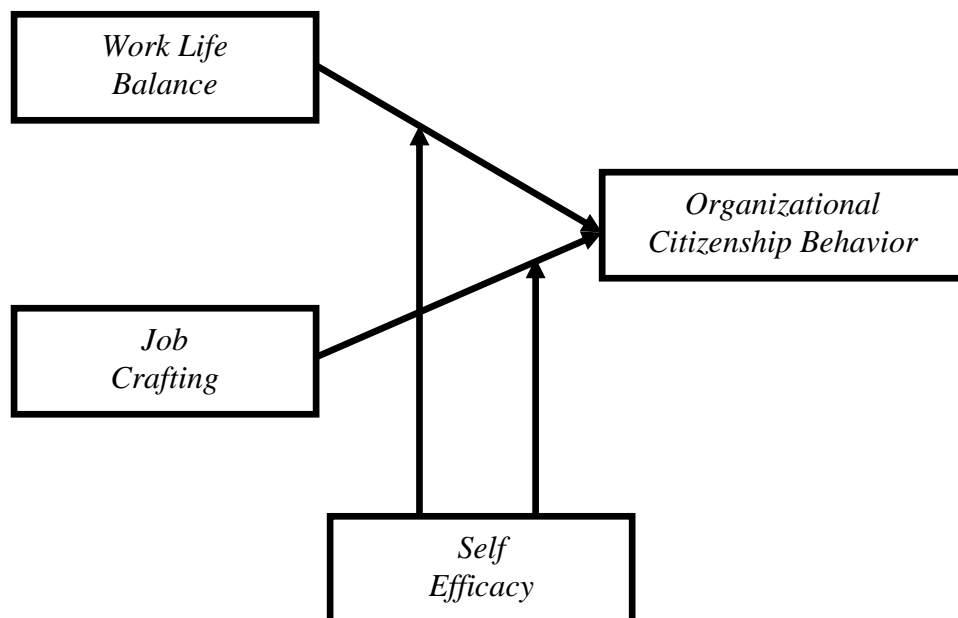 Work Life
Balance
Organizational
Citizenship Behavior
Job
Crafting
Self
Efficacy